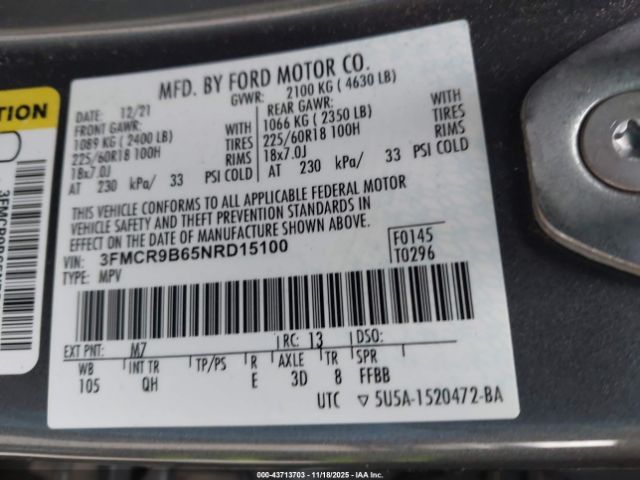 MFD. BY FORD MOTOR CO.
DATE: 12/21 GVWR: 2100 KG ( 4630 LB)
FRONT GAWR: REAR GAWR:
1089 KG ( 2400 LB) WITH 1066 KG ( 2350 LB) WITH
225/60R18 100H TIRES 225/60R18 100H TIRES
18x7.0J RIMS 18x7.0J RIMS
AT 230 kPa/ 33 PSI COLD AT 230 kPa/ 33 PSI COLD
THIS VEHICLE CONFORMS TO ALL APPLICABLE FEDERAL MOTOR
VEHICLE SAFETY AND THEFT PREVENTION STANDARDS IN
EFFECT ON THE DATE OF MANUFACTURE SHOWN ABOVE.
VIN: 3FMCR9B65NRD15100 F0145
TYPE: MPV T0296
EXT PNT: M7 RC: 13 DSO:
WB INT TR TP/PS R AXLE TR SPR
105 QH E 3D 8 FFBB
UTC 5U5A-1520472-BA
000-43713703 - 11/18/2025 - IAAI.com